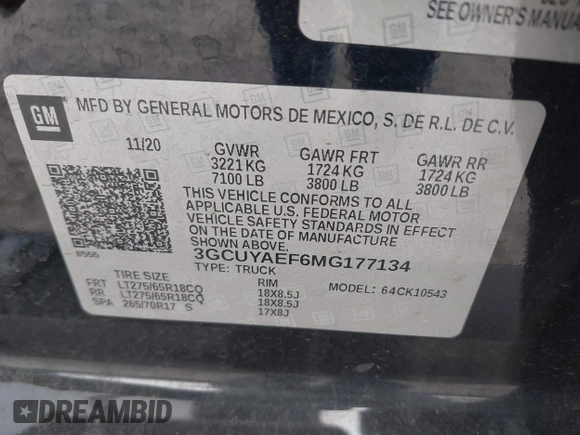 SEE OWNER'S MANUA
GM
MFD BY GENERAL MOTORS DE MEXICO, S. DE R.L. DE C.V.
11/20 GVWR GAWR FRT GAWR RR
3221 KG 1724 KG 1724 KG
7100 LB 3800 LB 3800 LB
THIS VEHICLE CONFORMS TO ALL
APPLICABLE U.S. FEDERAL MOTOR
VEHICLE SAFETY STANDARDS IN EFFECT
ON THE DATE OF MANUFACTURE
SHOWN ABOVE.
3GCUYAEF6MG177134
8555
TYPE: TRUCK
MODEL: 64CK10543
TIRE SIZE RIM
FRT LT275/65R18CQ 18X8.5J
RR LT275/65R18CQ 18X8.5J
SPA 265/70R17 S 17X8J
DREAMBID